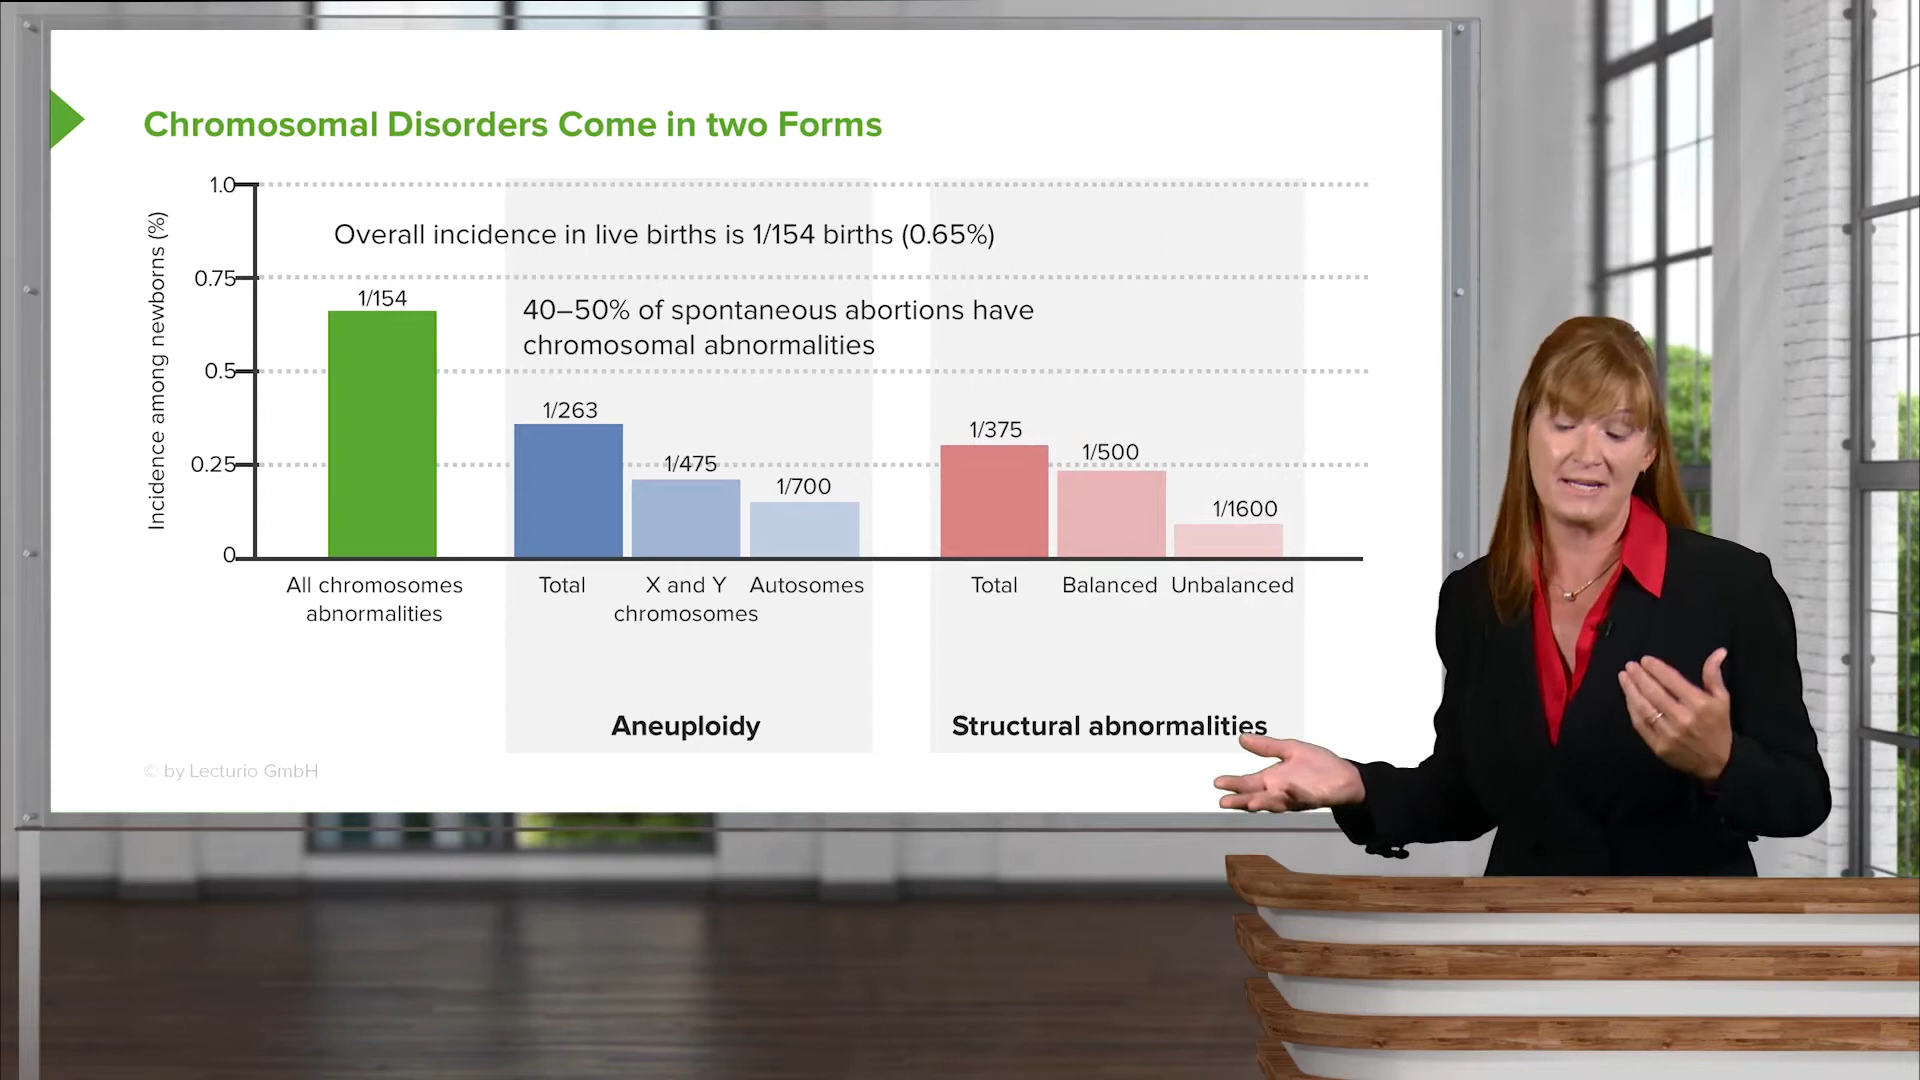 Chromosomal Disorders Come in two Forms
Incidence among newborns (%)
1.0
0.75
0.5
0.25
0
Overall incidence in live births is 1/154 births (0.65%)
40–50% of spontaneous abortions have
chromosomal abnormalities
1/154
1/263
1/475
1/700
1/375
1/500
1/1600
All chromosomes
abnormalities
Total
X and Y
chromosomes
Autosomes
Total
Balanced
Unbalanced
Aneuploidy
Structural abnormalities
© by Lecturio GmbH